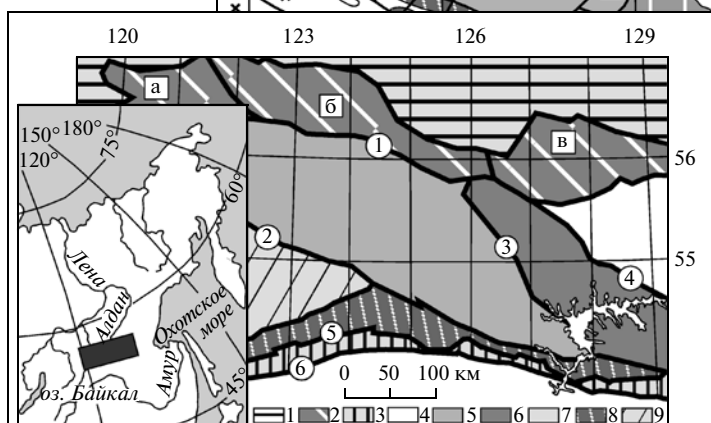 120 123 126 129
а
б
1
в
56
150° 180°
120°
75°
60°
2
3
55
4
Лена
Алдан
Охотское
море
5
Амур
6
0 50 100 км
45°
оз. Байкал
1 2 3 4 5 6 7 8 9